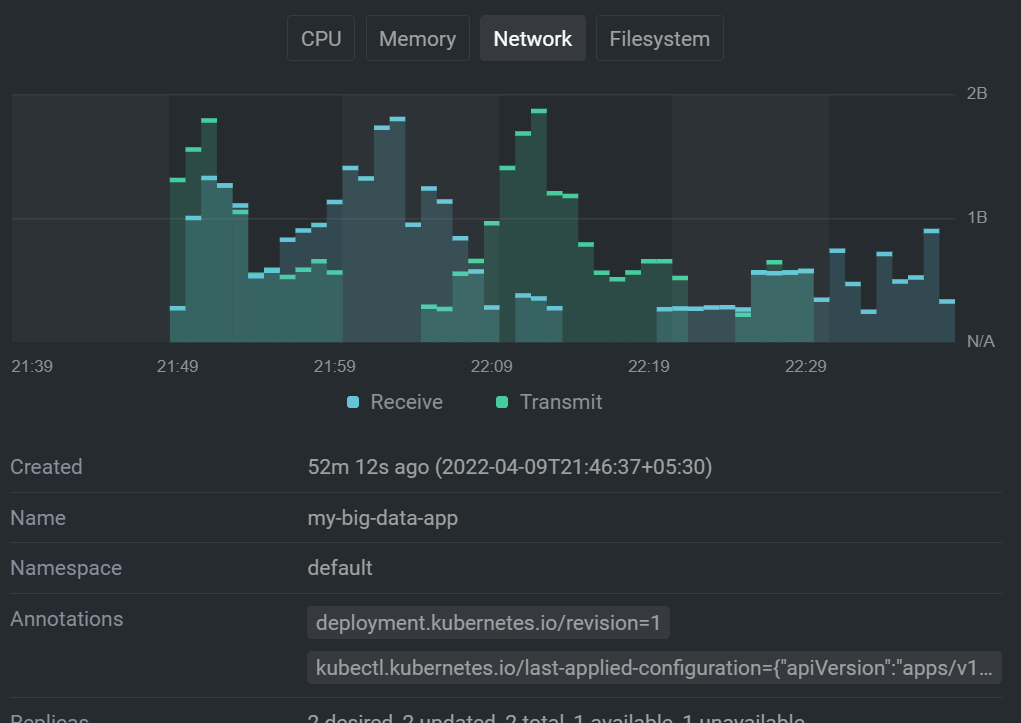 CPU Memory Network Filesystem
2B
1B
N/A
21:39 21:49 21:59 22:09 22:19 22:29
Receive Transmit
Created 52m 12s ago (2022-04-09T21:46:37+05:30)
Name my-big-data-app
Namespace default
Annotations deployment.kubernetes.io/revision=1
kubectl.kubernetes.io/last-applied-configuration={"apiVersion":"apps/v1...
Replicas 2 desired, 2 updated, 2 total, 1 available, 1 unavailable